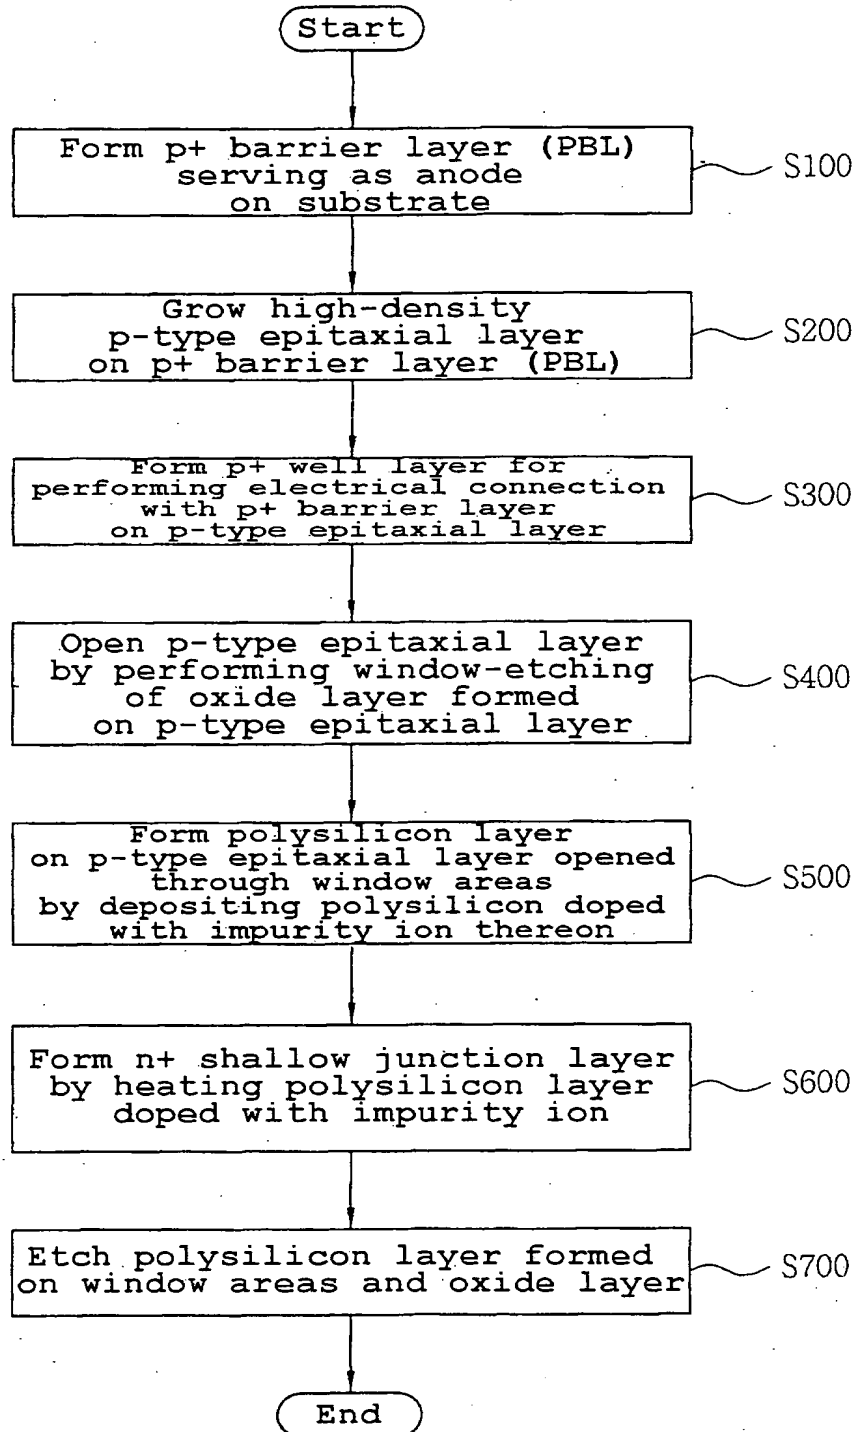 Start
Form p+ barrier layer (PBL)
serving as anode
on substrate
S100
Grow high-density
p-type epitaxial layer
on p+ barrier layer (PBL)
S200
Form p+ well layer for
performing electrical connection
with p+ barrier layer
on p-type epitaxial layer
S300
Open p-type epitaxial layer
by performing window-etching
of oxide layer formed
on p-type epitaxial layer
S400
Form polysilicon layer
on p-type epitaxial layer opened
through window areas
by depositing polysilicon doped
with impurity ion thereon
S500
Form n+ shallow junction layer
by heating polysilicon layer
doped with impurity ion
S600
Etch polysilicon layer formed
on window areas and oxide layer
S700
End